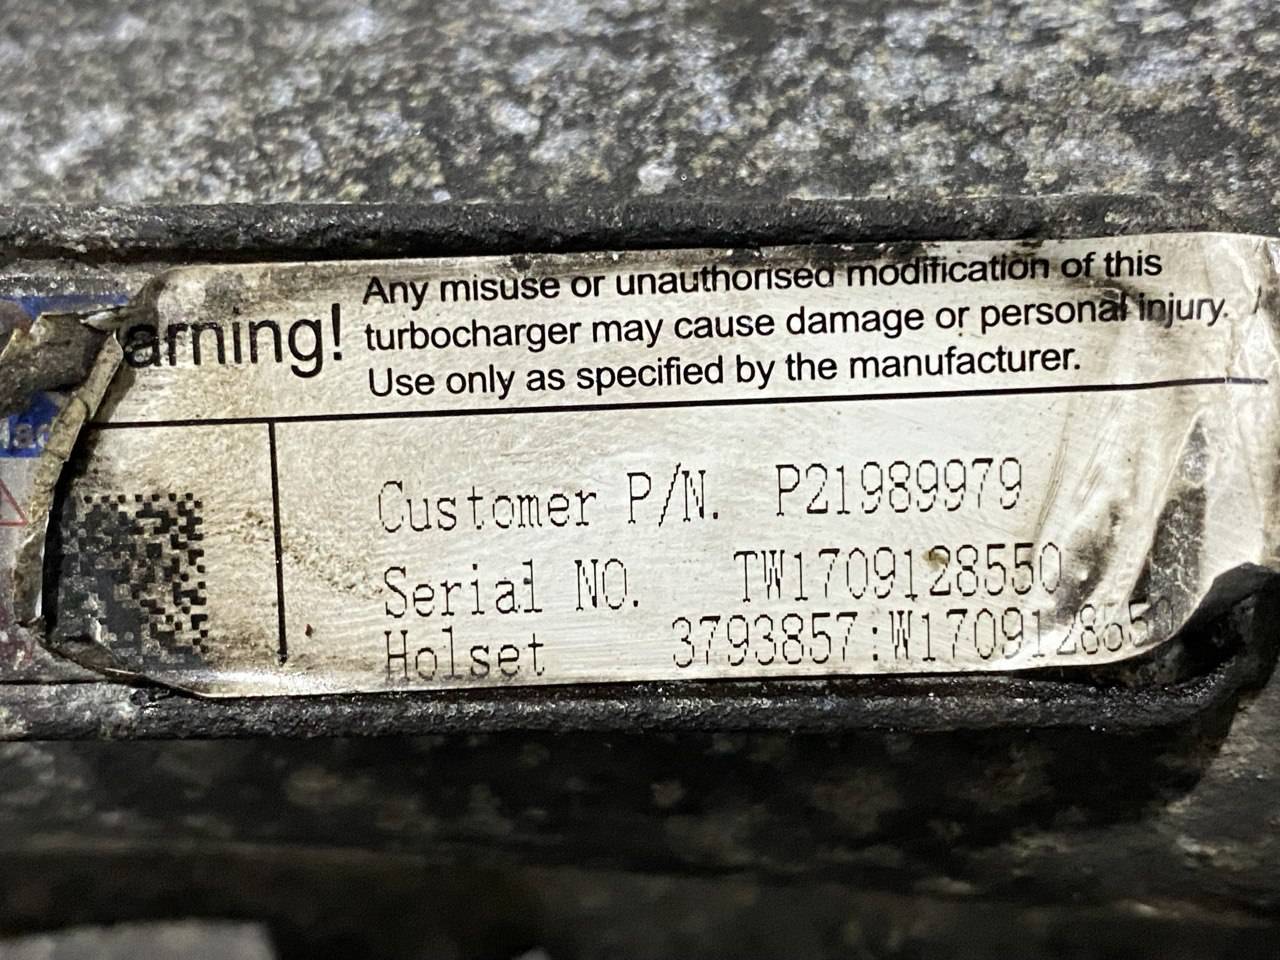 arning!
Any misuse or unauthorised modification of this
turbocharger may cause damage or personal injury.
Use only as specified by the manufacturer.
Customer P/N. P21989979
Serial NO. TW1709128550
Holset 3793857:W1709128550